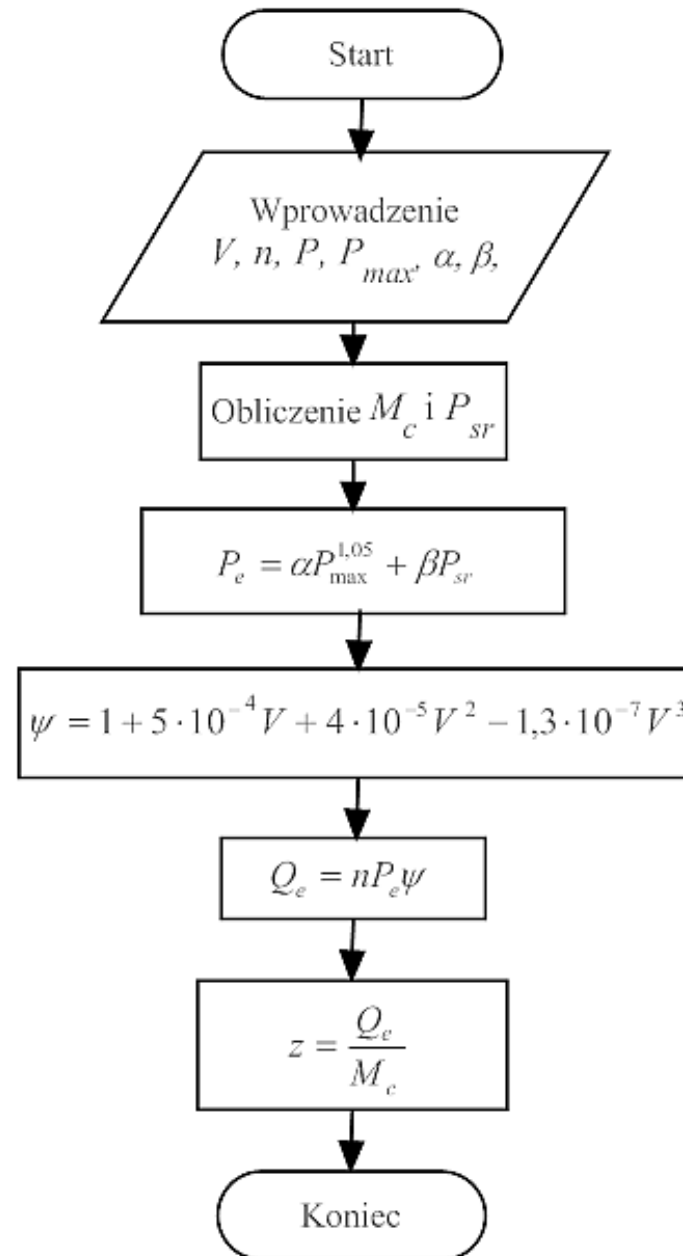 Start
Wprowadzenie
V, n, P, P_max, α, β,
Obliczenie M_c i P_sr
P_e = αP_max^1,05 + βP_sr
ψ = 1 + 5·10^-4 V + 4·10^-5 V^2 − 1,3·10^-7 V^3
Q_e = nP_eψ
z = Q_e / M_c
Koniec